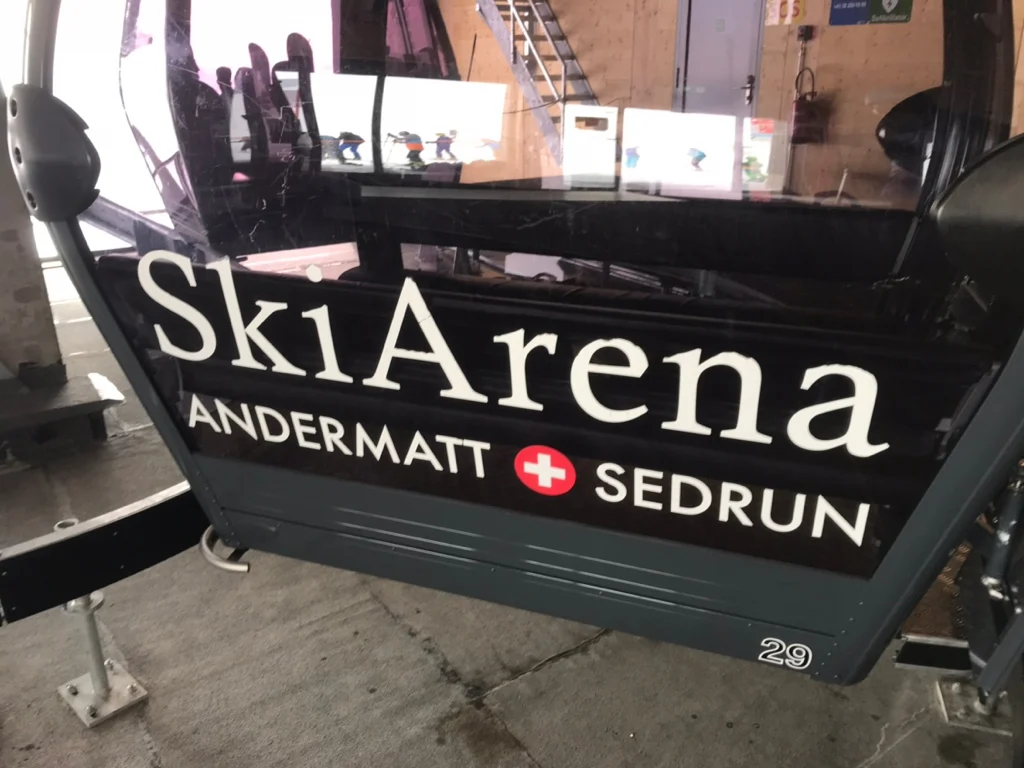 SkiArena
ANDERMATT SEDRUN
29